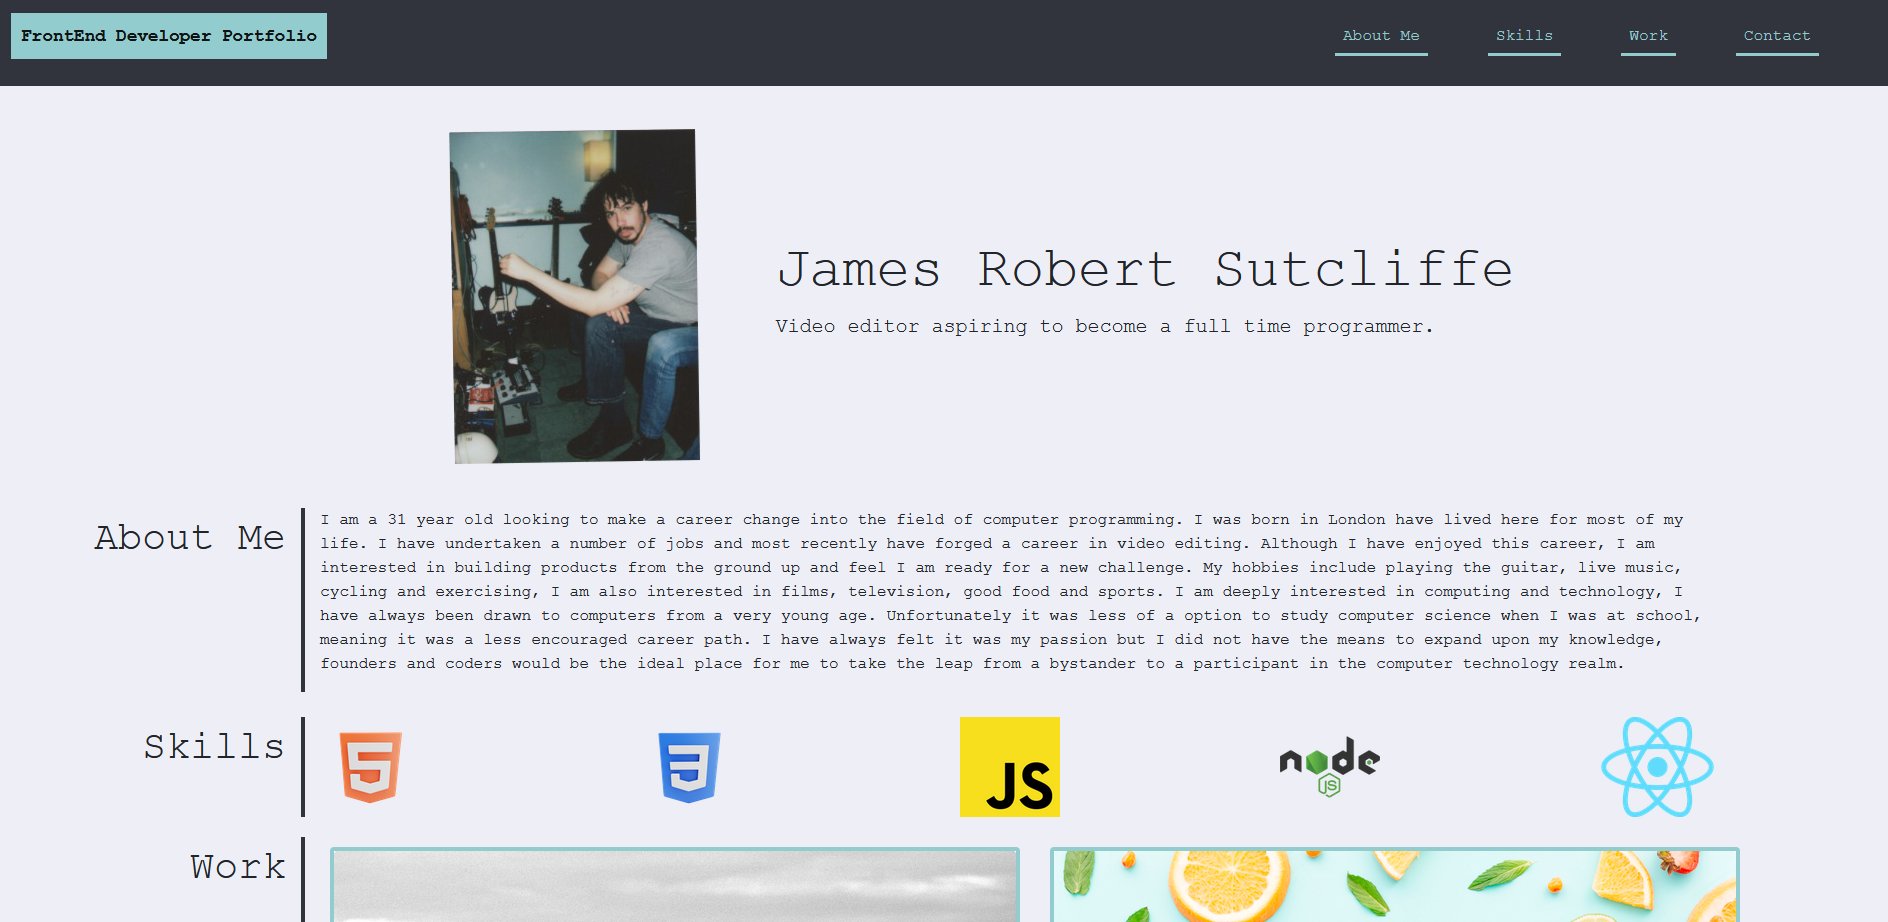 FrontEnd Developer Portfolio
About Me
Skills
Work
Contact
James Robert Sutcliffe
Video editor aspiring to become a full time programmer.
About Me
I am a 31 year old looking to make a career change into the field of computer programming. I was born in London have lived here for most of my
life. I have undertaken a number of jobs and most recently have forged a career in video editing. Although I have enjoyed this career, I am
interested in building products from the ground up and feel I am ready for a new challenge. My hobbies include playing the guitar, live music,
cycling and exercising, I am also interested in films, television, good food and sports. I am deeply interested in computing and technology, I
have always been drawn to computers from a very young age. Unfortunately it was less of a option to study computer science when I was at school,
meaning it was a less encouraged career path. I have always felt it was my passion but I did not have the means to expand upon my knowledge,
founders and coders would be the ideal place for me to take the leap from a bystander to a participant in the computer technology realm.
Skills
5
3
JS
node
JS
Work